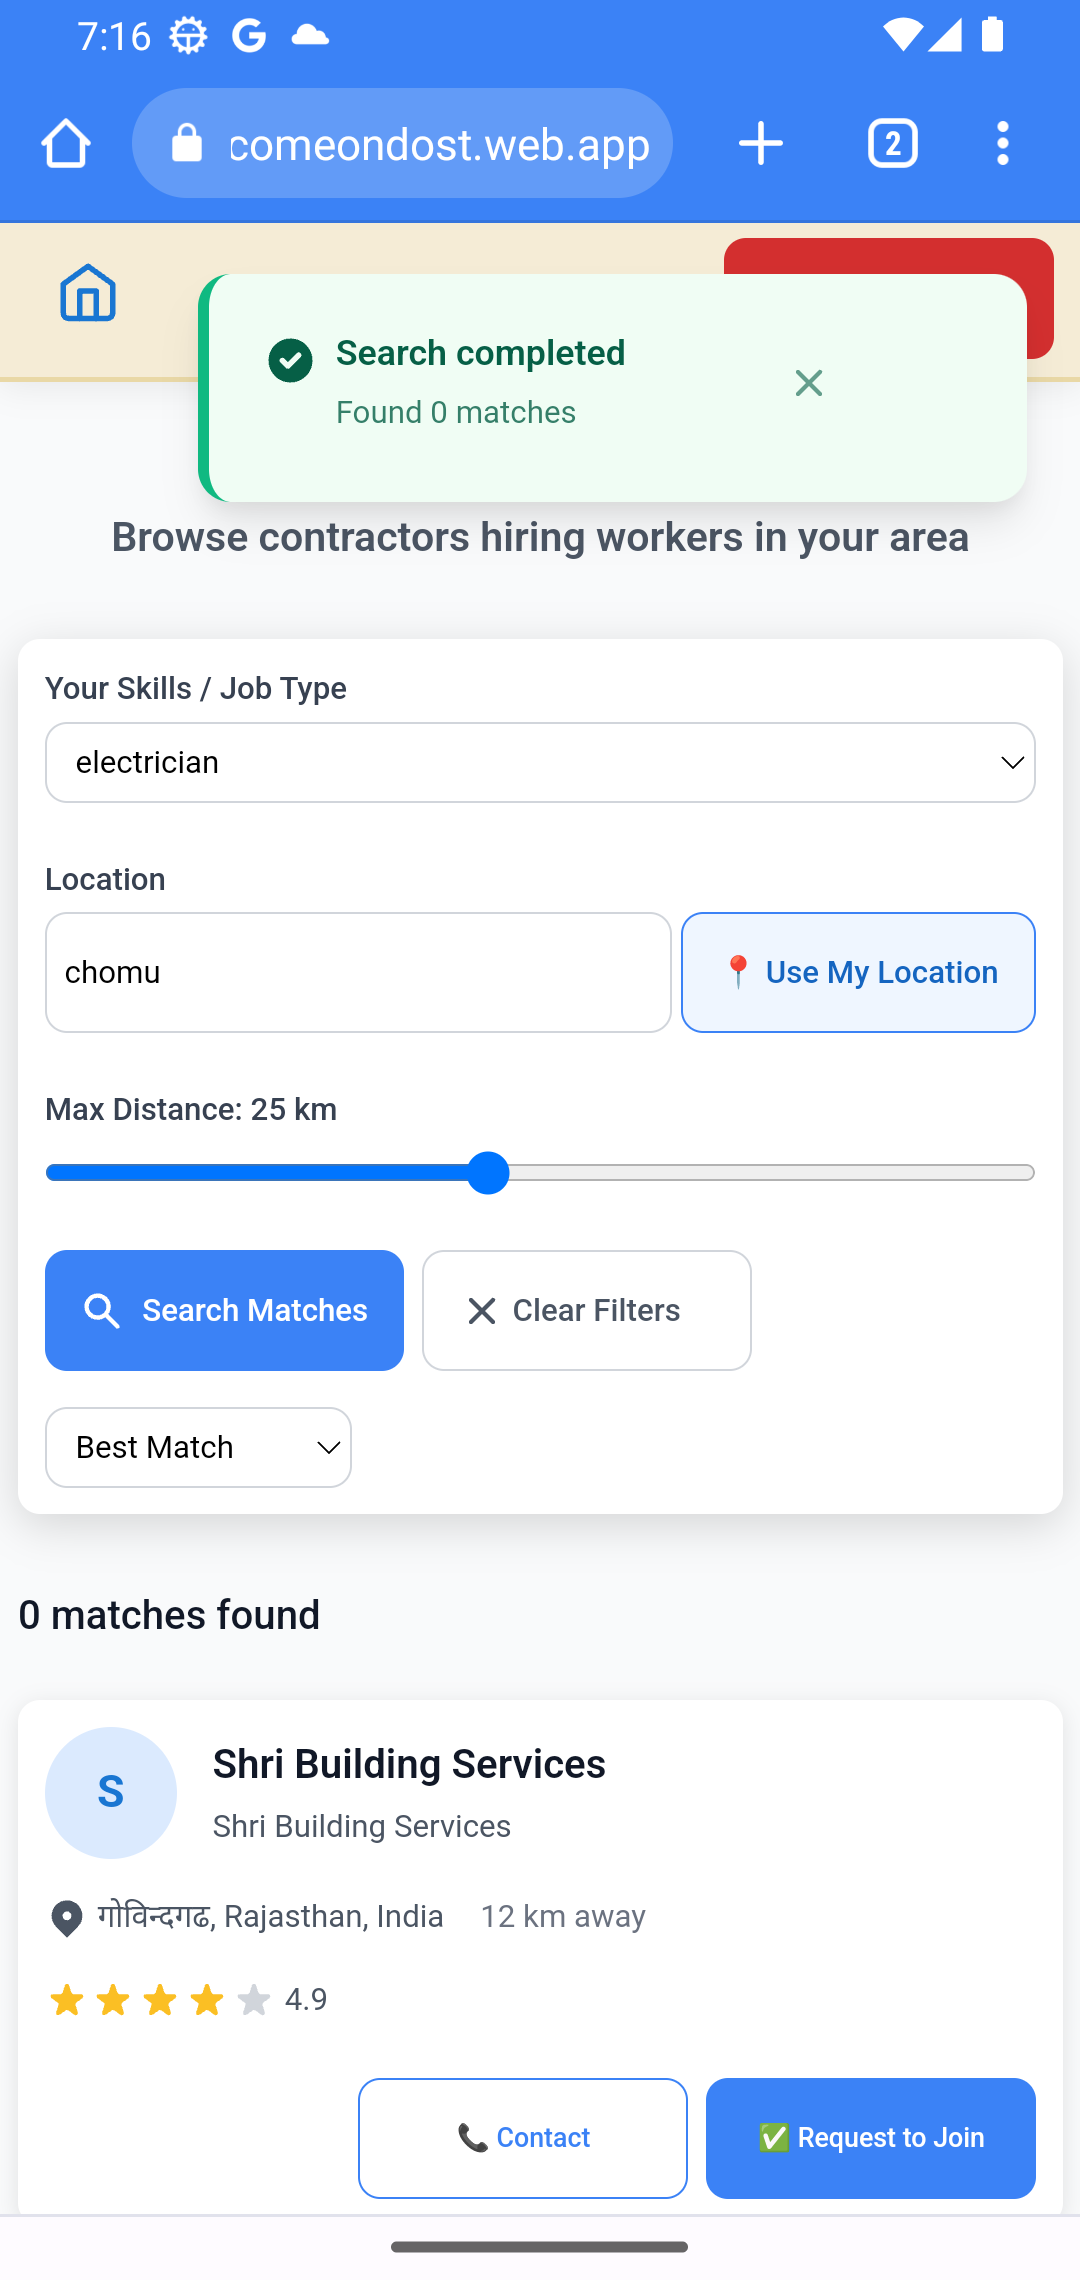 7:16
comeondost.web.app
2
Search completed
Found 0 matches
Browse contractors hiring workers in your area
Your Skills / Job Type
electrician
Location
chomu
📍 Use My Location
Max Distance: 25 km
Search Matches
Clear Filters
Best Match
0 matches found
S
Shri Building Services
Shri Building Services
गोविन्दगढ, Rajasthan, India 12 km away
4.9
📞 Contact
✅ Request to Join